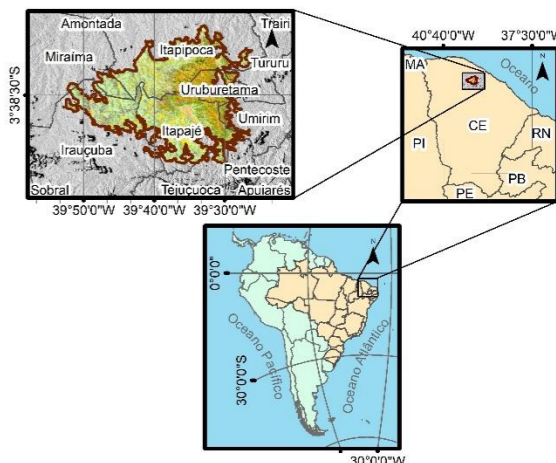 Amontada
Trairi
Itapipoca
Miraíma
Tururu
Uruburetama
3°38'30"S
Itapajé
Umirim
Irauçuba
Pentecoste
Sobral
Tejuçuoca
Apuiarés
39°50'0"W 39°40'0"W 39°30'0"W
40°40'0"W 37°30'0"W
N
MA
Oceano
CE
RN
PI
PB
PE
N
0°0'0"
Oceano Pacífico
Oceano Atlântico
30°0'0"S
30°0'0"W